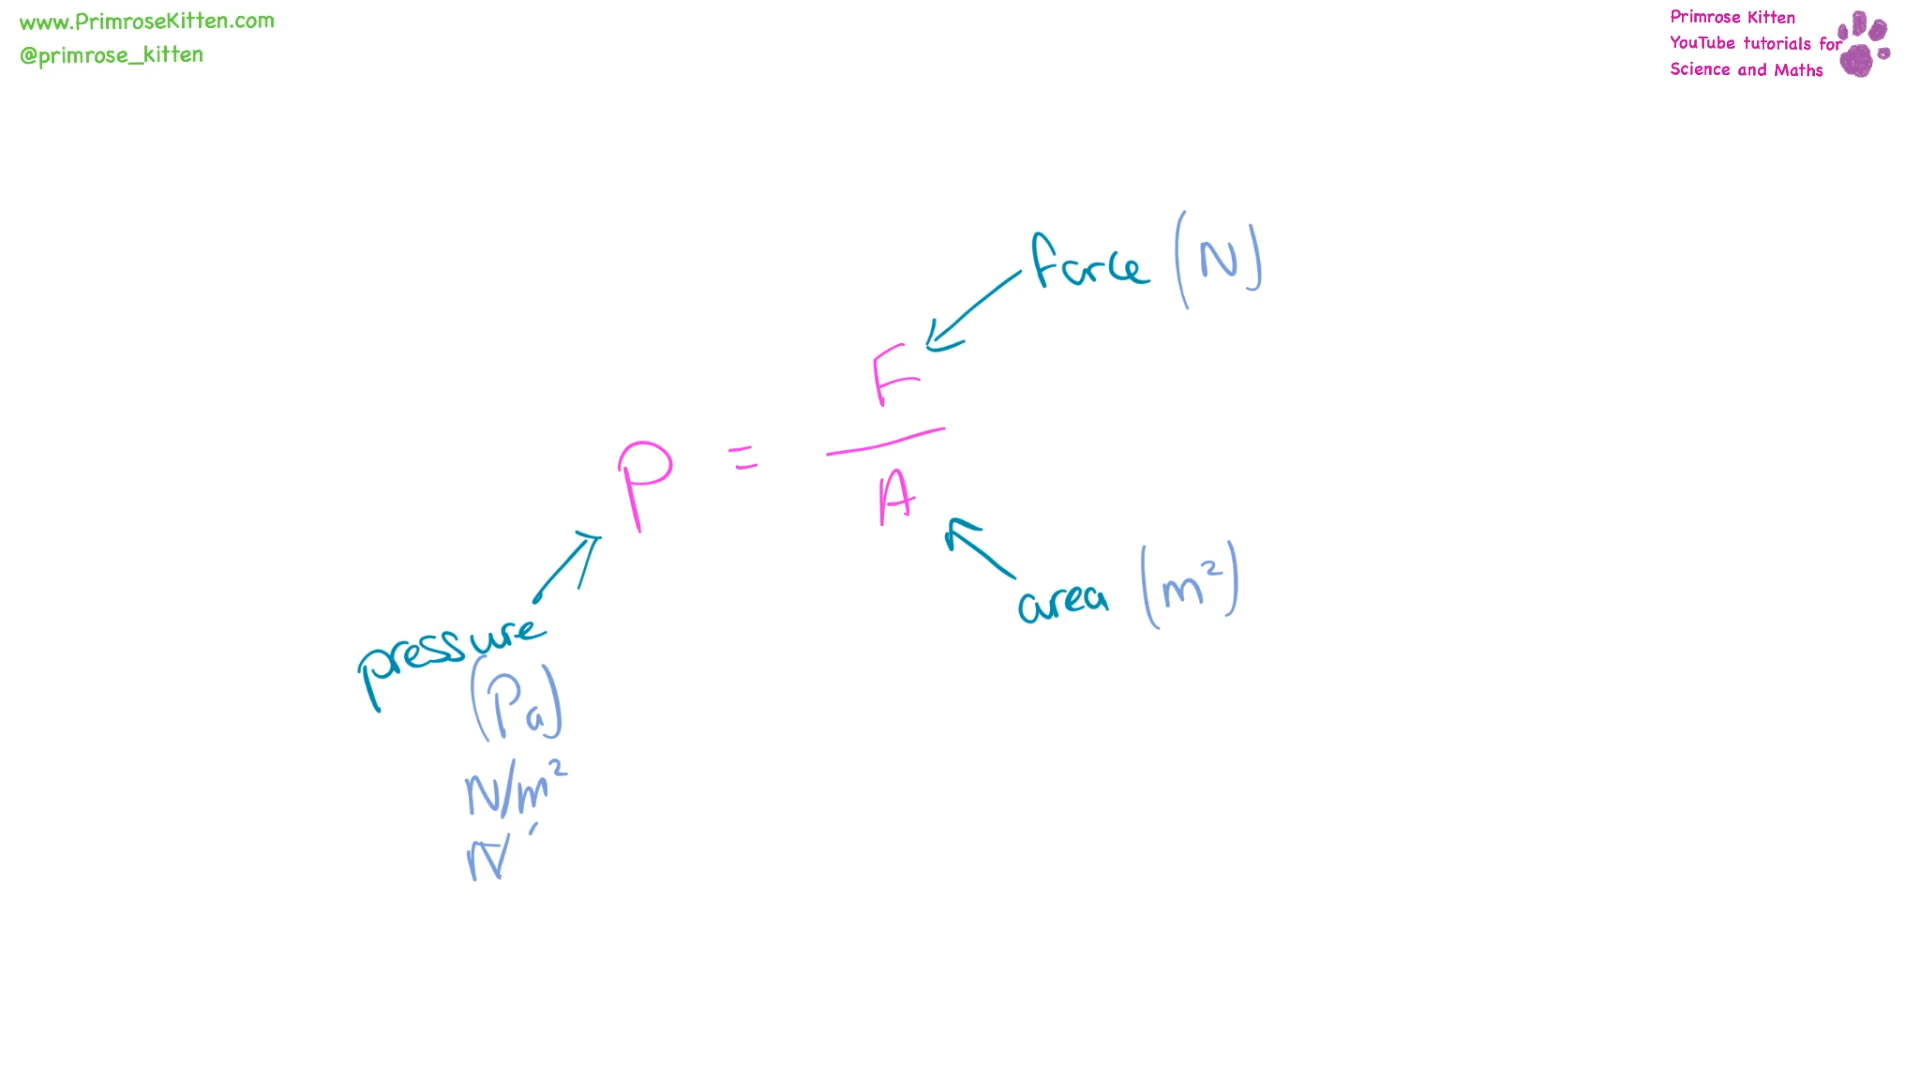 www.PrimroseKitten.com
@primrose_kitten
Primrose Kitten
YouTube tutorials for
Science and Maths
force (N)
P = F/A
area (m²)
pressure
(Pa)
N/m²
N